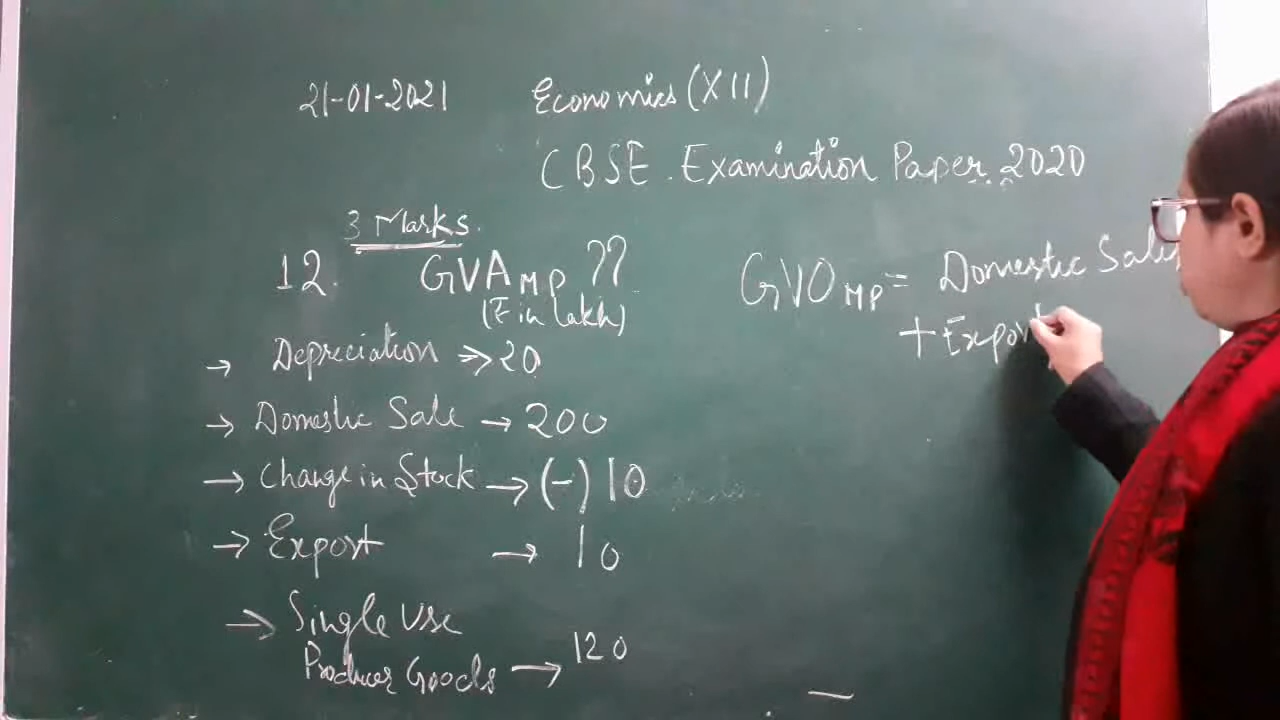 21-01-2021 Economics (XII)
CBSE. Examination Paper 2020
3 Marks.
12. GVA MP ??
(₹ in lakh)
→ Depreciation → 20
→ Domestic Sale → 200
→ Change in Stock → (-) 10
→ Export → 10
→ Single Use
Producer Goods → 120
GVO MP = Domestic Sales
+ Export